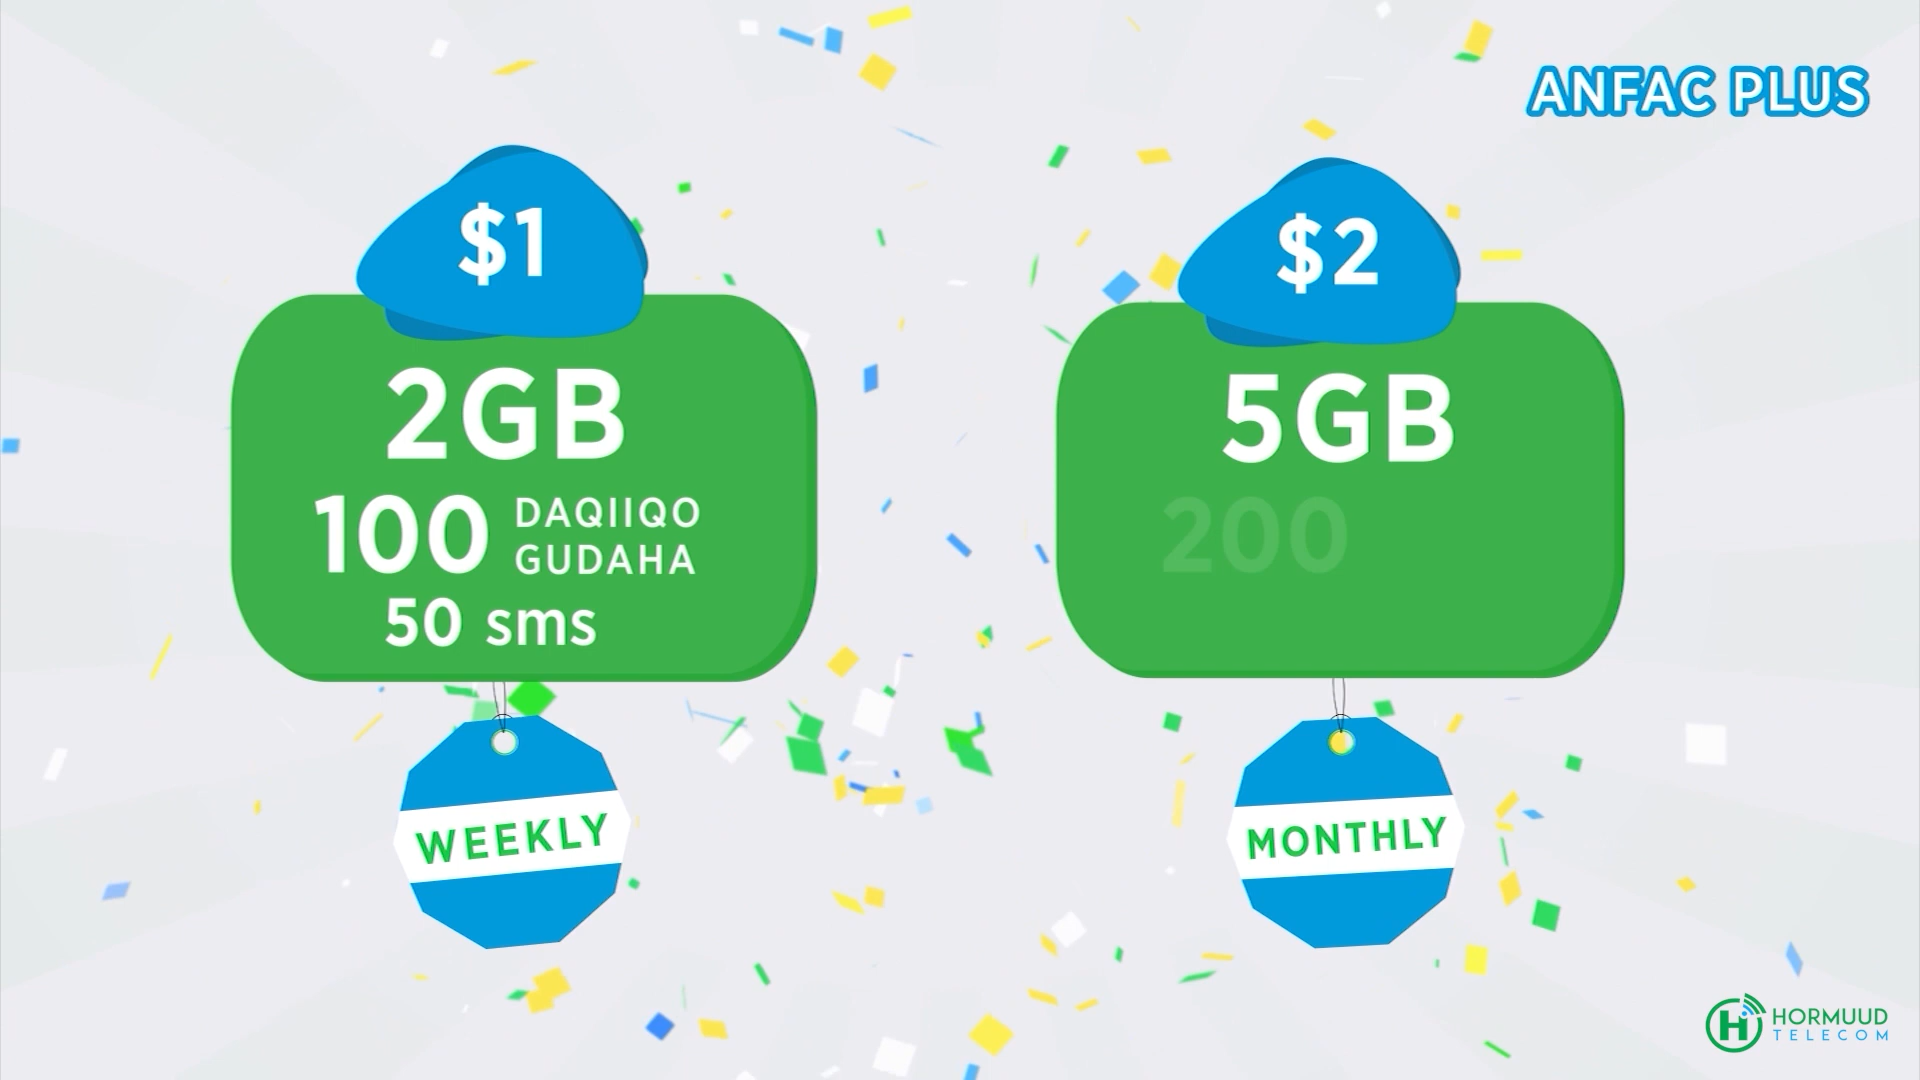 ANFAC PLUS
$1
2GB
100 DAQIIQO
GUDAHA
50 sms
WEEKLY
$2
5GB
200
MONTHLY
HORMUUD
TELECOM